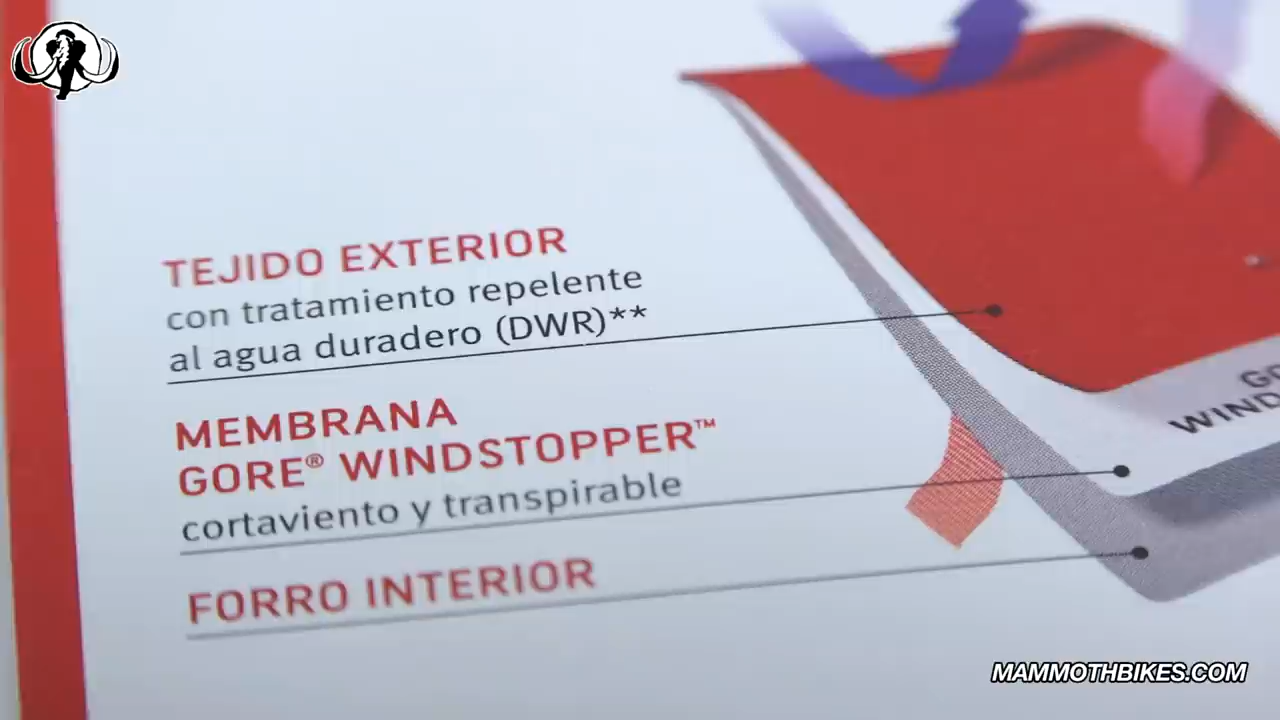 TEJIDO EXTERIOR
con tratamiento repelente
al agua duradero (DWR)**
MEMBRANA
GORE® WINDSTOPPER™
cortaviento y transpirable
FORRO INTERIOR
MAMMOTHBIKES.COM